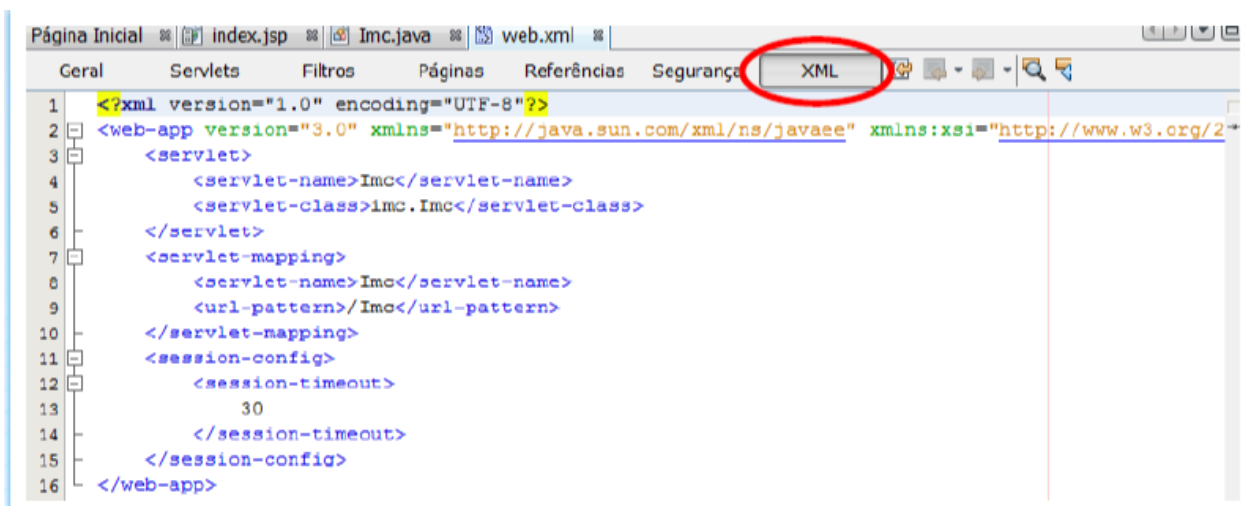 Página Inicial index.jsp Imc.java web.xml
Geral Servlets Filtros Páginas Referências Segurança XML
1 <?xml version="1.0" encoding="UTF-8"?>
2 <web-app version="3.0" xmlns="http://java.sun.com/xml/ns/javaee" xmlns:xsi="http://www.w3.org/2
3 <servlet>
4 <servlet-name>Imc</servlet-name>
5 <servlet-class>imc.Imc</servlet-class>
6 </servlet>
7 <servlet-mapping>
8 <servlet-name>Imc</servlet-name>
9 <url-pattern>/Imc</url-pattern>
10 </servlet-mapping>
11 <session-config>
12 <session-timeout>
13 30
14 </session-timeout>
15 </session-config>
16 </web-app>